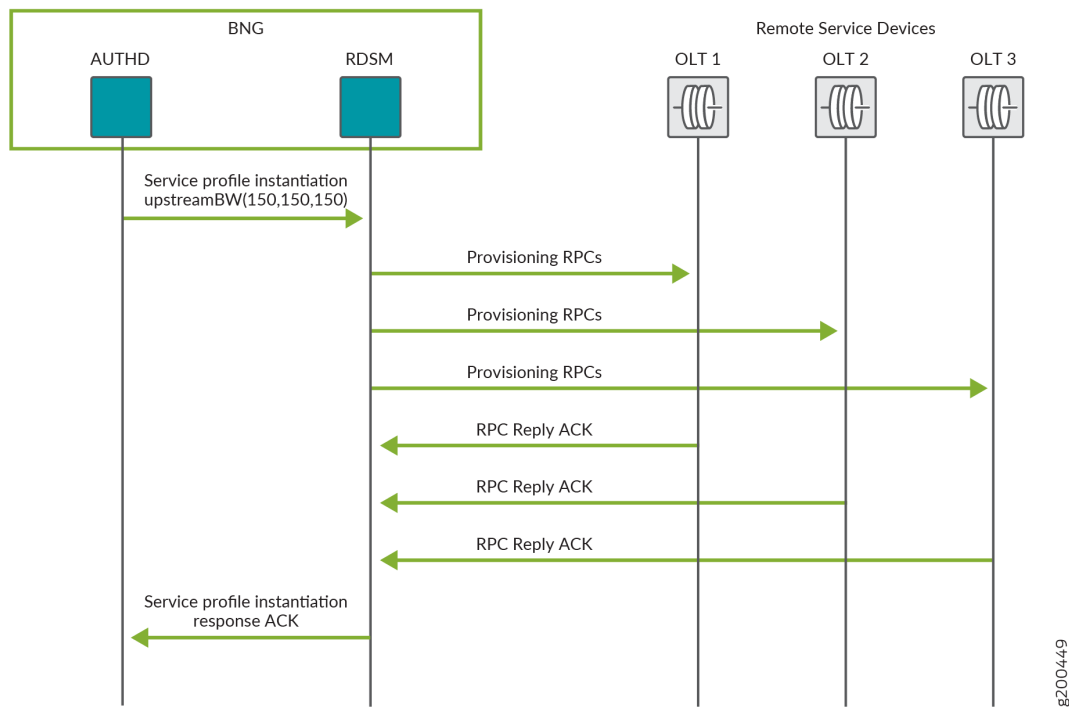 BNG
Remote Service Devices
AUTHD
RDSM
OLT 1
OLT 2
OLT 3
Service profile instantiation
upstreamBW(150,150,150)
Provisioning RPCs
Provisioning RPCs
Provisioning RPCs
RPC Reply ACK
RPC Reply ACK
RPC Reply ACK
Service profile instantiation
response ACK
g200449